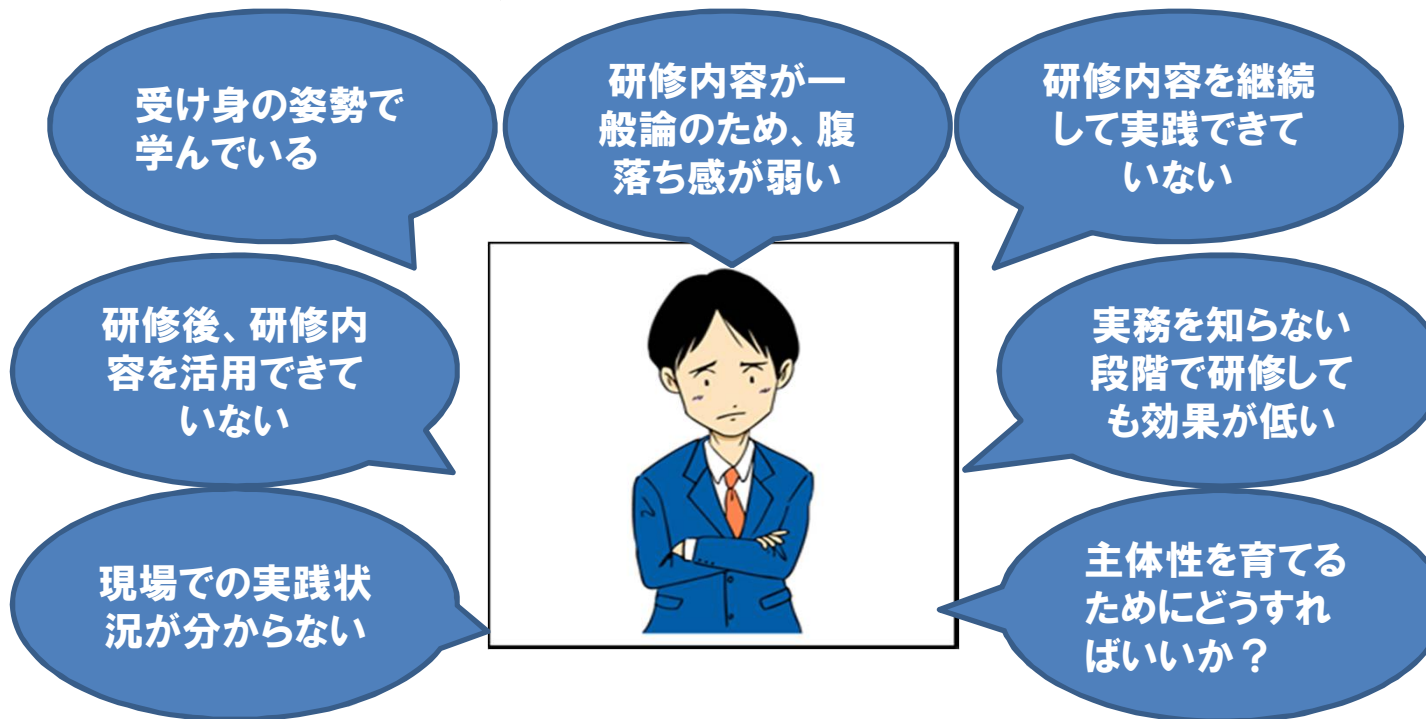 受け身の姿勢で
学んでいる
研修内容が一
般論のため、腹
落ち感が弱い
研修内容を継続
して実践できて
いない
研修後、研修内
容を活用できて
いない
実務を知らない
段階で研修して
も効果が低い
現場での実践状
況が分からない
主体性を育てる
ためにどうすれ
ばいいか？